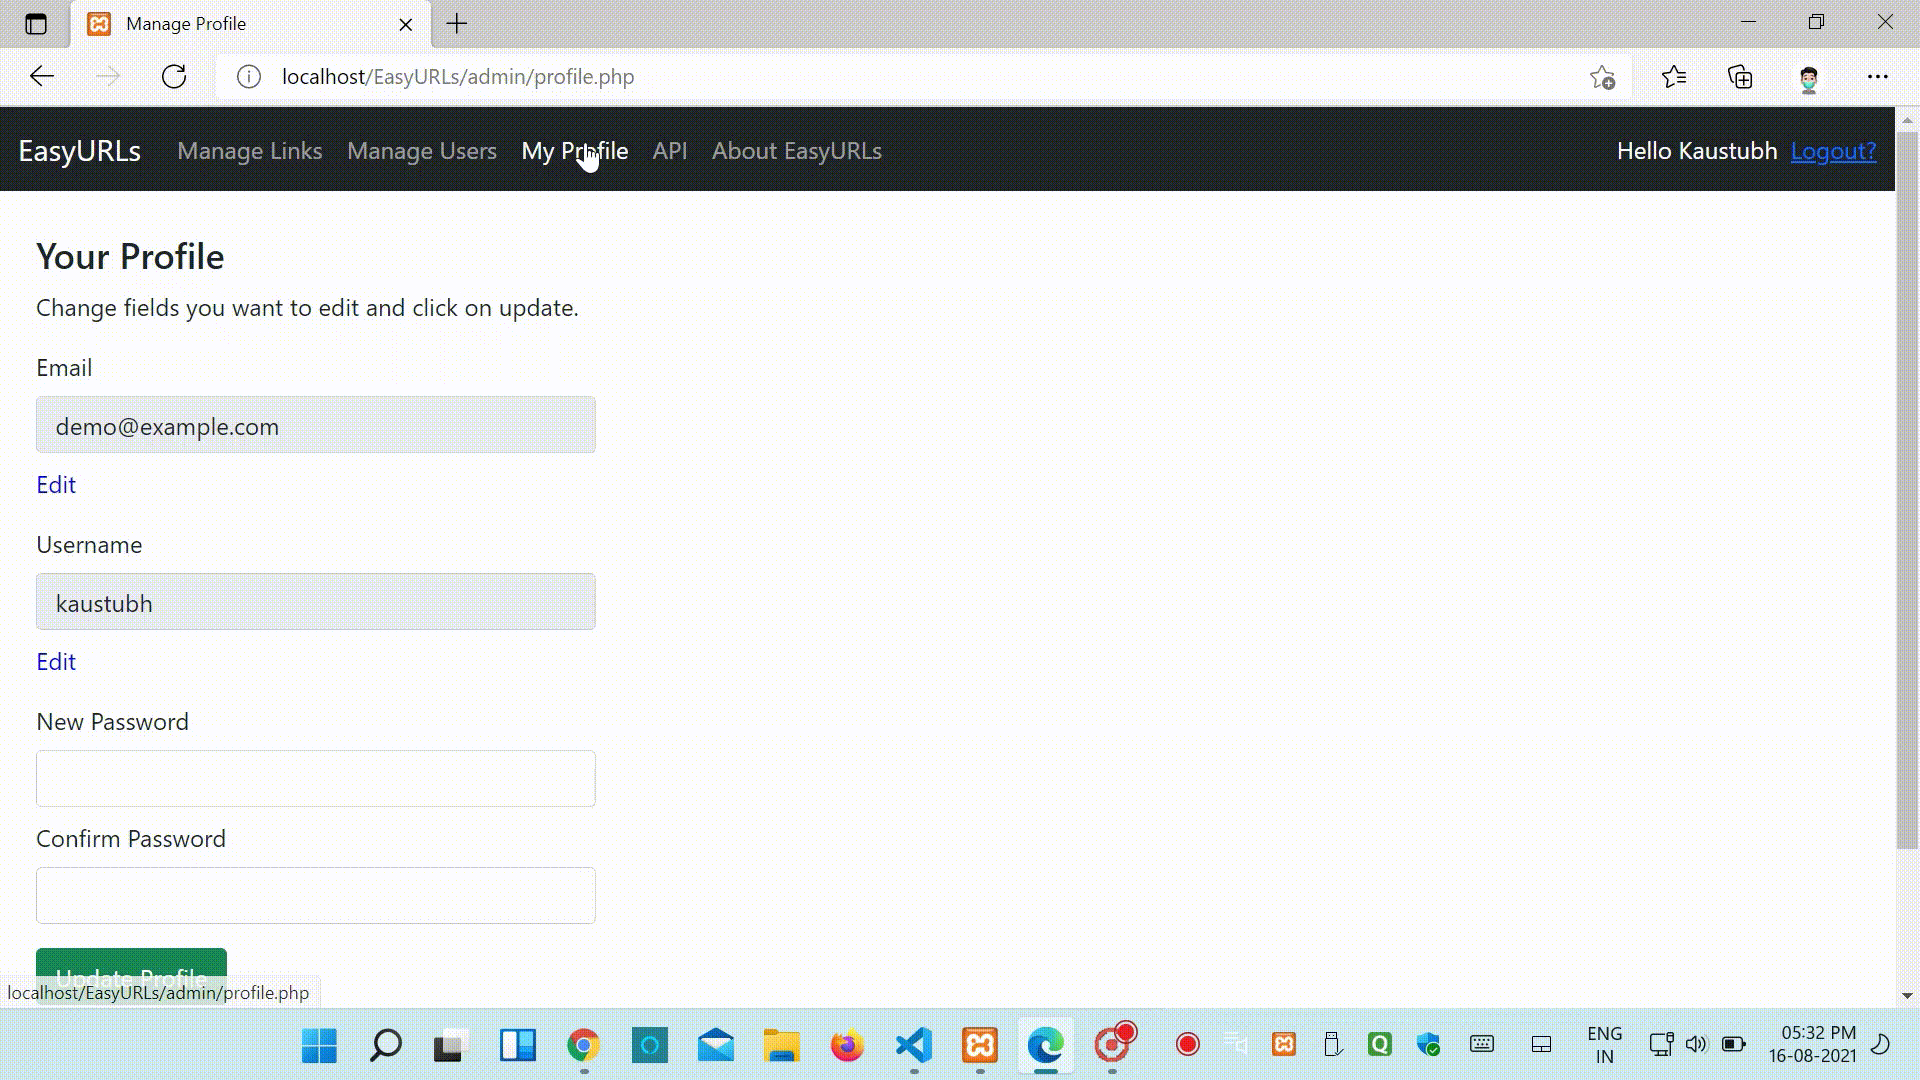 Manage Profile
localhost/EasyURLs/admin/profile.php
EasyURLs Manage Links Manage Users My Profile API About EasyURLs Hello Kaustubh Logout?
Your Profile
Change fields you want to edit and click on update.
Email
demo@example.com
Edit
Username
kaustubh
Edit
New Password
Confirm Password
Update Profile
localhost/EasyURLs/admin/profile.php
ENG
IN
05:32 PM
16-08-2021